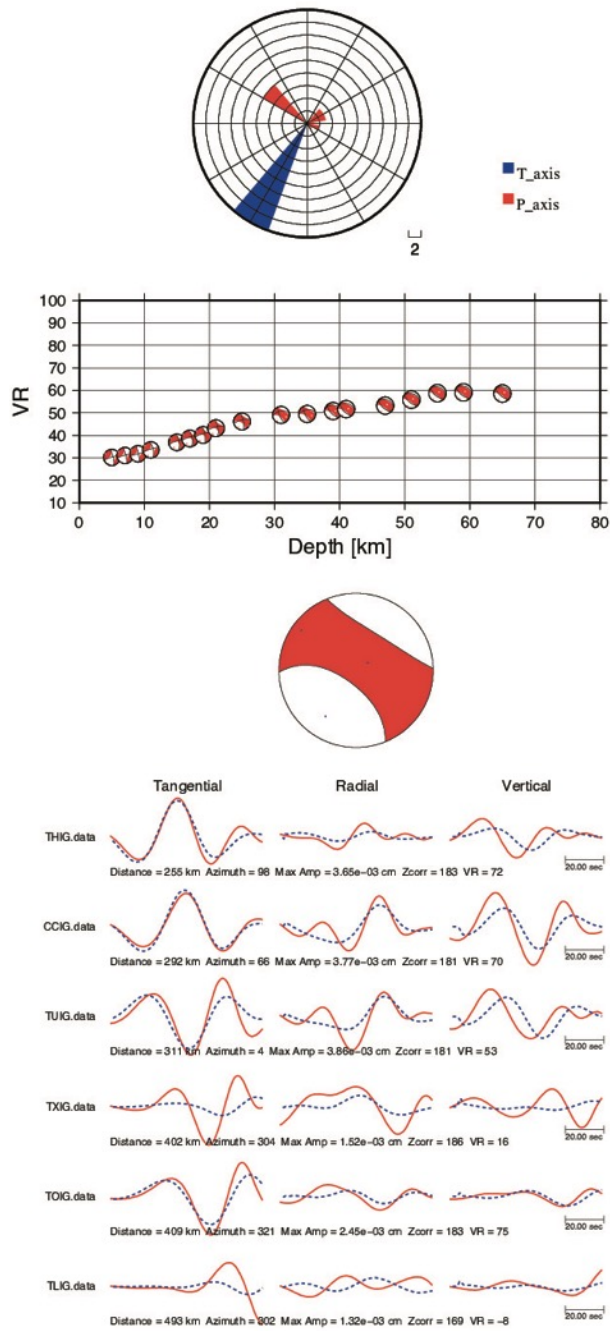 T_axis
P_axis
2
100
90
80
70
60
50
40
30
20
10
VR
0 10 20 30 40 50 60 70 80
Depth [km]
Tangential Radial Vertical
THIG.data
20.00 sec
Distance = 255 km Azimuth = 98 Max Amp = 3.65e-03 cm Zcorr = 183 VR = 72
CCIG.data
20.00 sec
Distance = 292 km Azimuth = 66 Max Amp = 3.77e-03 cm Zcorr = 181 VR = 70
TUIG.data
20.00 sec
Distance = 311 km Azimuth = 4 Max Amp = 3.86e-03 cm Zcorr = 181 VR = 53
TXIG.data
20.00 sec
Distance = 402 km Azimuth = 304 Max Amp = 1.52e-03 cm Zcorr = 186 VR = 16
TOIG.data
20.00 sec
Distance = 409 km Azimuth = 321 Max Amp = 2.45e-03 cm Zcorr = 183 VR = 75
TLIG.data
20.00 sec
Distance = 493 km Azimuth = 302 Max Amp = 1.32e-03 cm Zcorr = 169 VR = -8